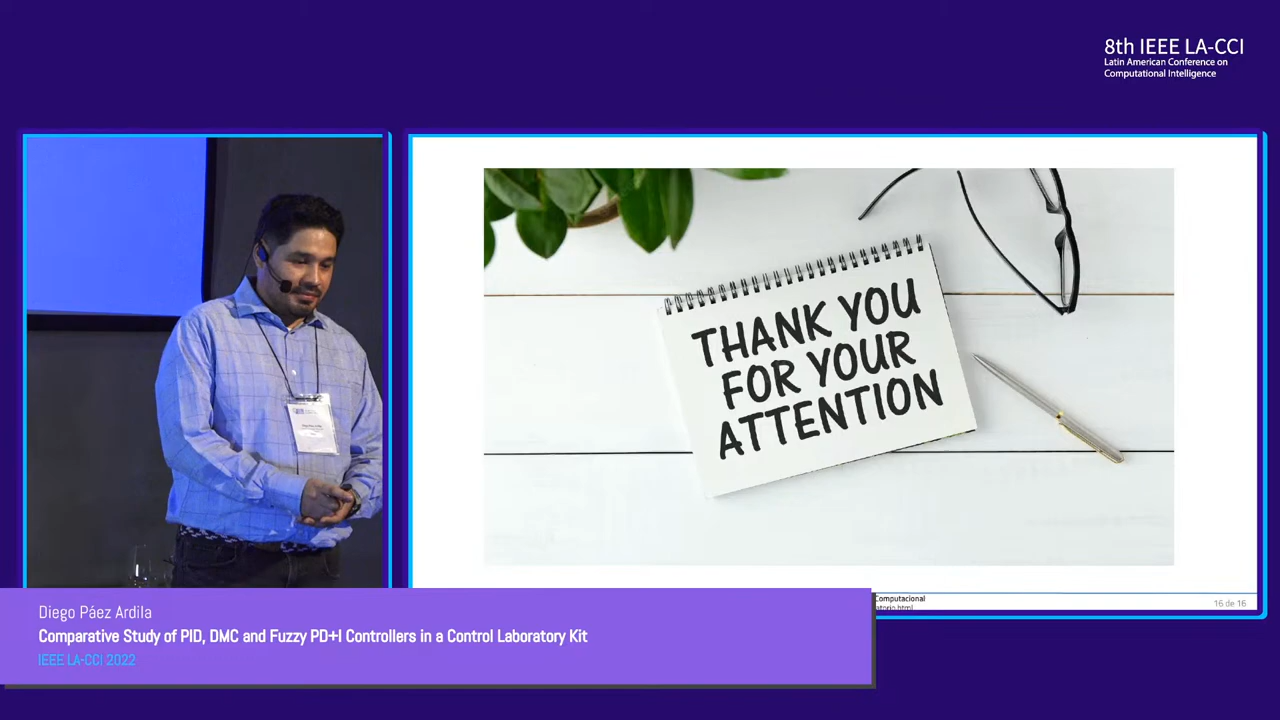 8th IEEE LA-CCI
Latin American Conference on
Computational Intelligence
THANK YOU
FOR YOUR
ATTENTION
Computacional
atorio.html
16 de 16
Diego Páez Ardila
Comparative Study of PID, DMC and Fuzzy PD+I Controllers in a Control Laboratory Kit
IEEE LA-CCI 2022